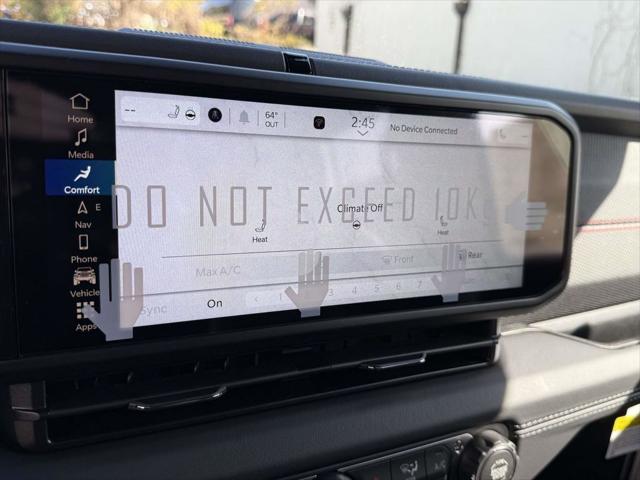 Home
Media
Comfort
E
Nav
Phone
Vehicle
Apps
--
64°
OUT
2:45
No Device Connected
DO NOT EXCEED 10K
Climate Off
Heat
Heat
Max A/C
Front
Rear
Sync
On
< 1 3 4 5 6 7
A/C